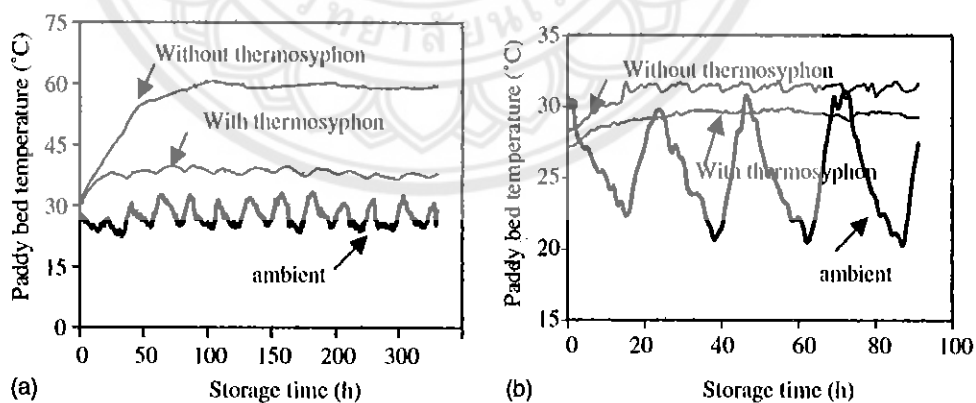 75
60
45
30
15
0
Paddy bed temperature (°C)
Without thermosyphon
With thermosyphon
ambient
0
50
100
150
200
250
300
(a)
Storage time (h)
35
30
25
20
15
Paddy bed temperature (°C)
Without thermosyphon
With thermosyphon
ambient
0
20
40
60
80
100
(b)
Storage time (h)